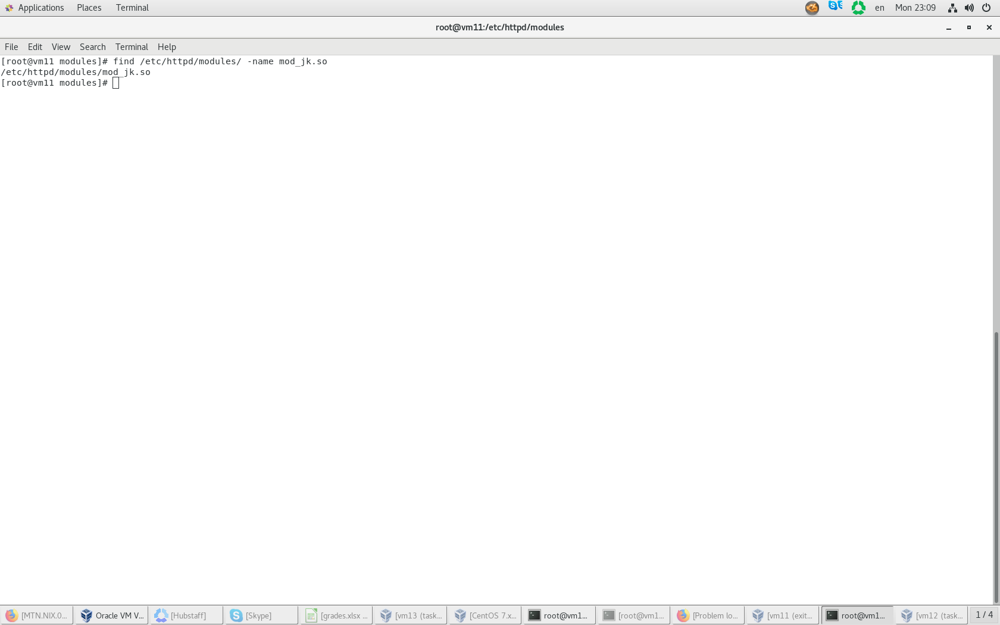 Applications Places Terminal en Mon 23:09
root@vm11:/etc/httpd/modules
File Edit View Search Terminal Help
[root@vm11 modules]# find /etc/httpd/modules/ -name mod_jk.so
/etc/httpd/modules/mod_jk.so
[root@vm11 modules]#
[MTN.NIX.0... Oracle VM V... [Hubstaff] [Skype] [grades.xlsx ... [vm13 (task... [CentOS 7.x... root@vm1... [root@vm1... [Problem lo... [vm11 (exit... root@vm1... [vm12 (task... 1 / 4